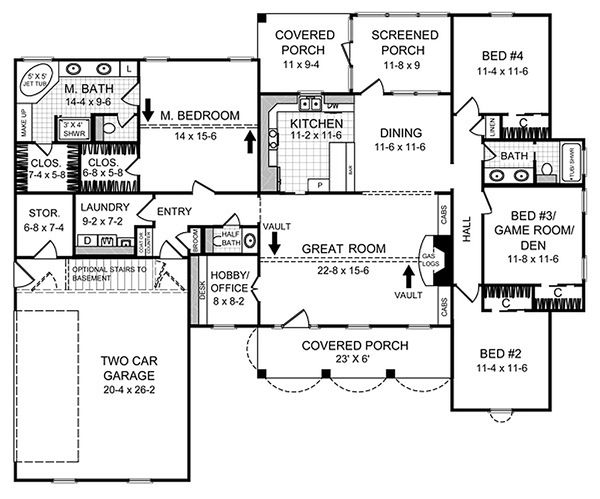 COVERED
PORCH
11 x 9-4
SCREENED
PORCH
11-8 x 9
BED #4
11-4 x 11-6
5' X 5'
JET TUB
L
M. BATH
14-4 x 9-6
MAKE UP
3' X 4'
SHWR
M. BEDROOM
14 x 15-6
DW
KITCHEN
11-2 x 11-6
DINING
11-6 x 11-6
P
BAR
LINEN
C
BATH
TUB/ SHWR
CLOS.
7-4 x 5-8
CLOS.
6-8 x 5-8
STOR.
6-8 x 7-4
LAUNDRY
9-2 x 7-2
D
W
ENTRY
BROOM
HALF
BATH
VAULT
GREAT ROOM
22-8 x 15-6
VAULT
CABS
GAS
LOGS
CABS
HALL
BED #3/
GAME ROOM/
DEN
11-8 x 11-6
C
C
OPTIONAL STAIRS TO
BASEMENT
DESK
HOBBY/
OFFICE
8 x 8-2
TWO CAR
GARAGE
20-4 x 26-2
COVERED PORCH
23' X 6'
BED #2
11-4 x 11-6